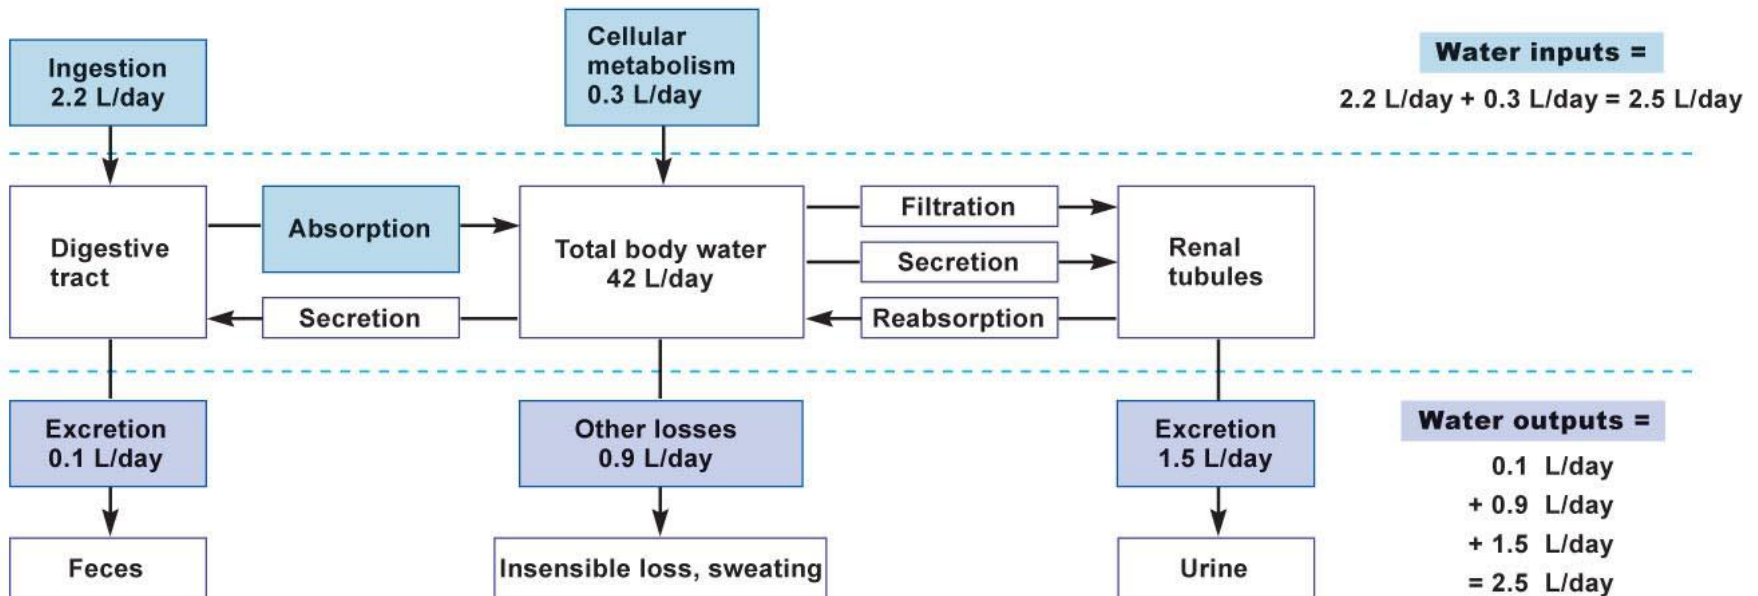 Ingestion
2.2 L/day
Cellular
metabolism
0.3 L/day
Water inputs =
2.2 L/day + 0.3 L/day = 2.5 L/day
Digestive
tract
Absorption
Secretion
Total body water
42 L/day
Filtration
Secretion
Reabsorption
Renal
tubules
Excretion
0.1 L/day
Other losses
0.9 L/day
Excretion
1.5 L/day
Water outputs =
0.1 L/day
+ 0.9 L/day
+ 1.5 L/day
= 2.5 L/day
Feces
Insensible loss, sweating
Urine